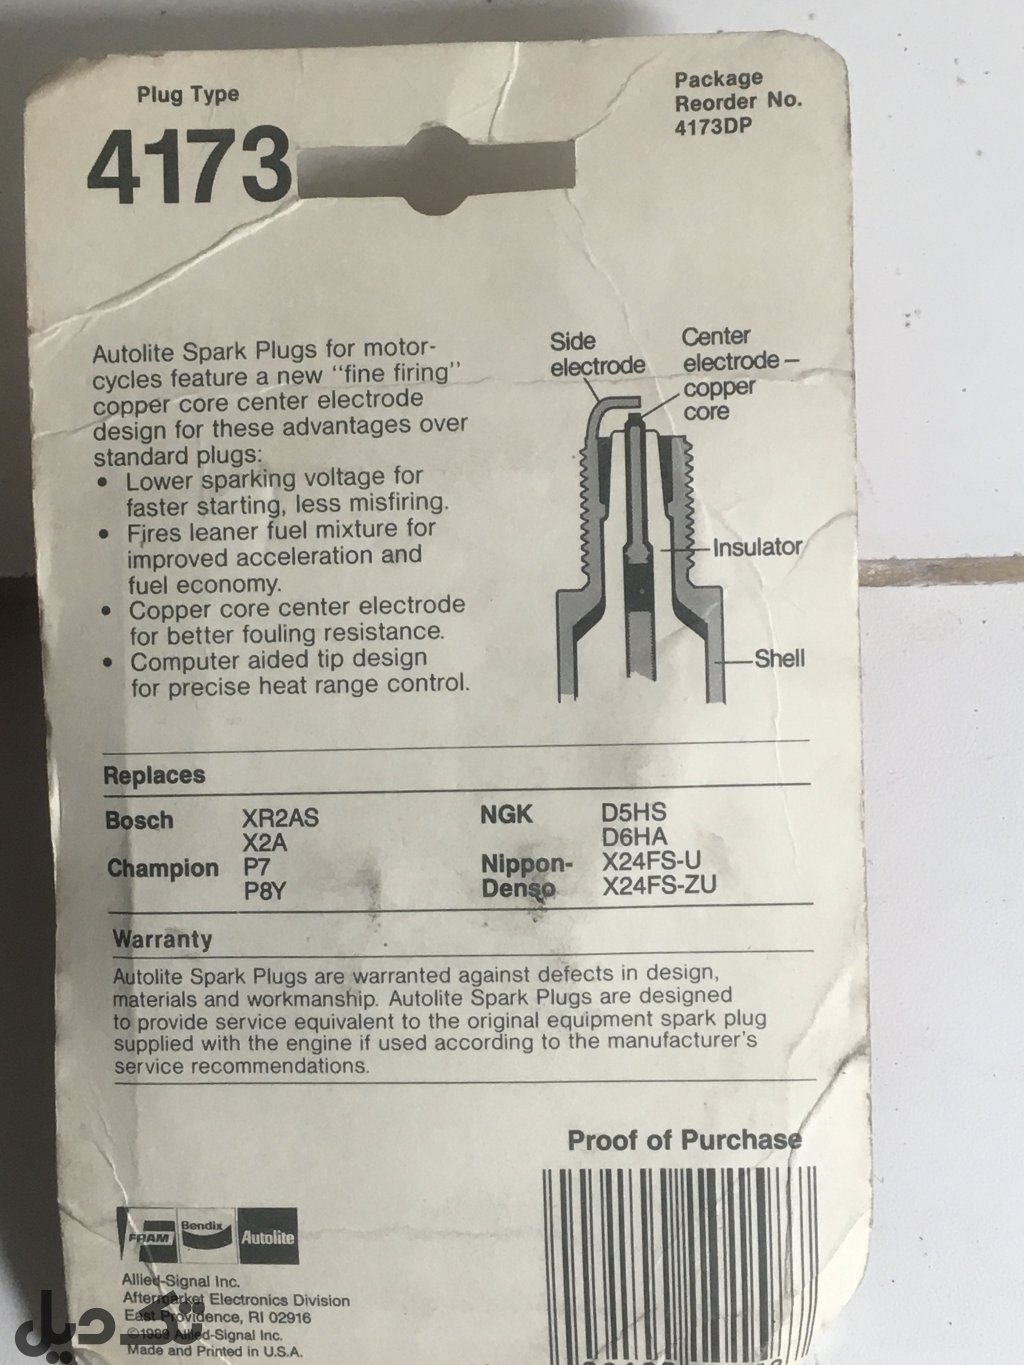 Plug Type
4173
Package
Reorder No.
4173DP
Autolite Spark Plugs for motor-
cycles feature a new "fine firing"
copper core center electrode
design for these advantages over
standard plugs:
• Lower sparking voltage for
faster starting, less misfiring.
• Fires leaner fuel mixture for
improved acceleration and
fuel economy.
• Copper core center electrode
for better fouling resistance.
• Computer aided tip design
for precise heat range control.
Side
electrode
Center
electrode –
copper
core
Insulator
Shell
Replaces
Bosch XR2AS
X2A
Champion P7
P8Y
NGK D5HS
D6HA
Nippon- X24FS-U
Denso X24FS-ZU
Warranty
Autolite Spark Plugs are warranted against defects in design,
materials and workmanship. Autolite Spark Plugs are designed
to provide service equivalent to the original equipment spark plug
supplied with the engine if used according to the manufacturer's
service recommendations.
Proof of Purchase
FRAM Bendix Autolite
Allied-Signal Inc.
Aftermarket Electronics Division
East Providence, RI 02916
©1989 Allied-Signal Inc.
Made and Printed in U.S.A.
تک دیل